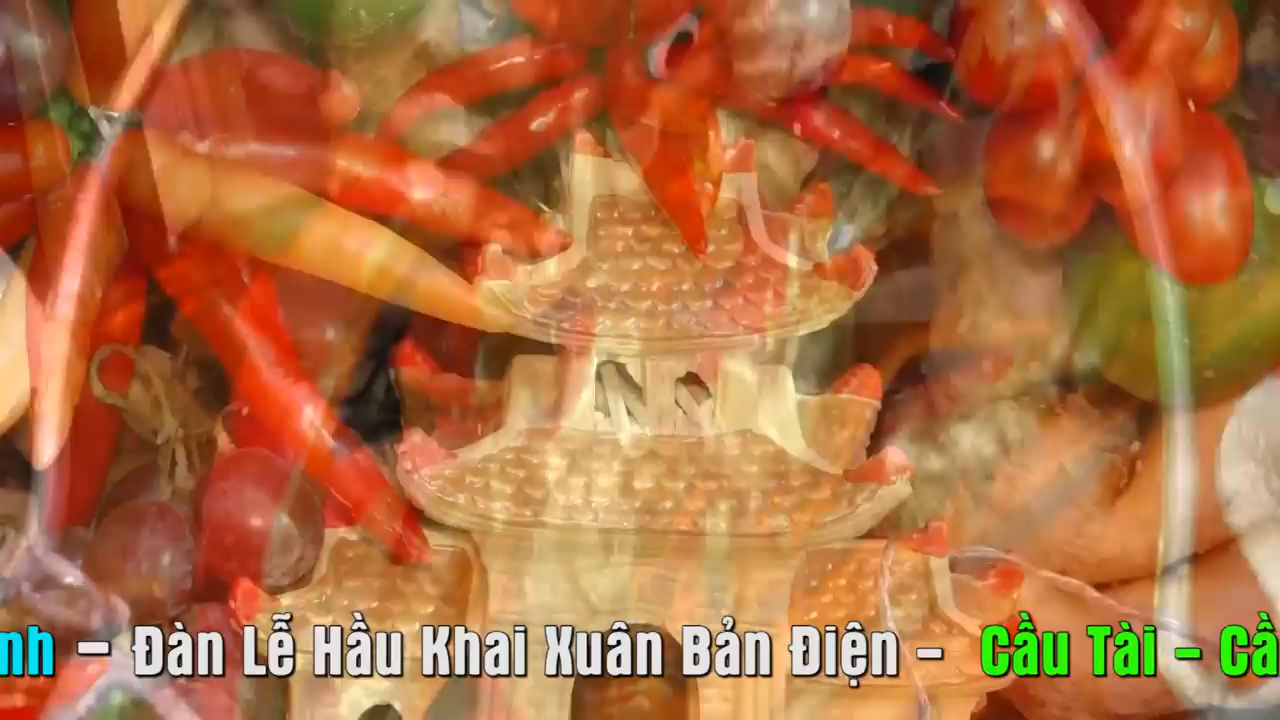 nh – Đàn Lễ Hầu Khai Xuân Bản Điện – Cầu Tài – Cầ